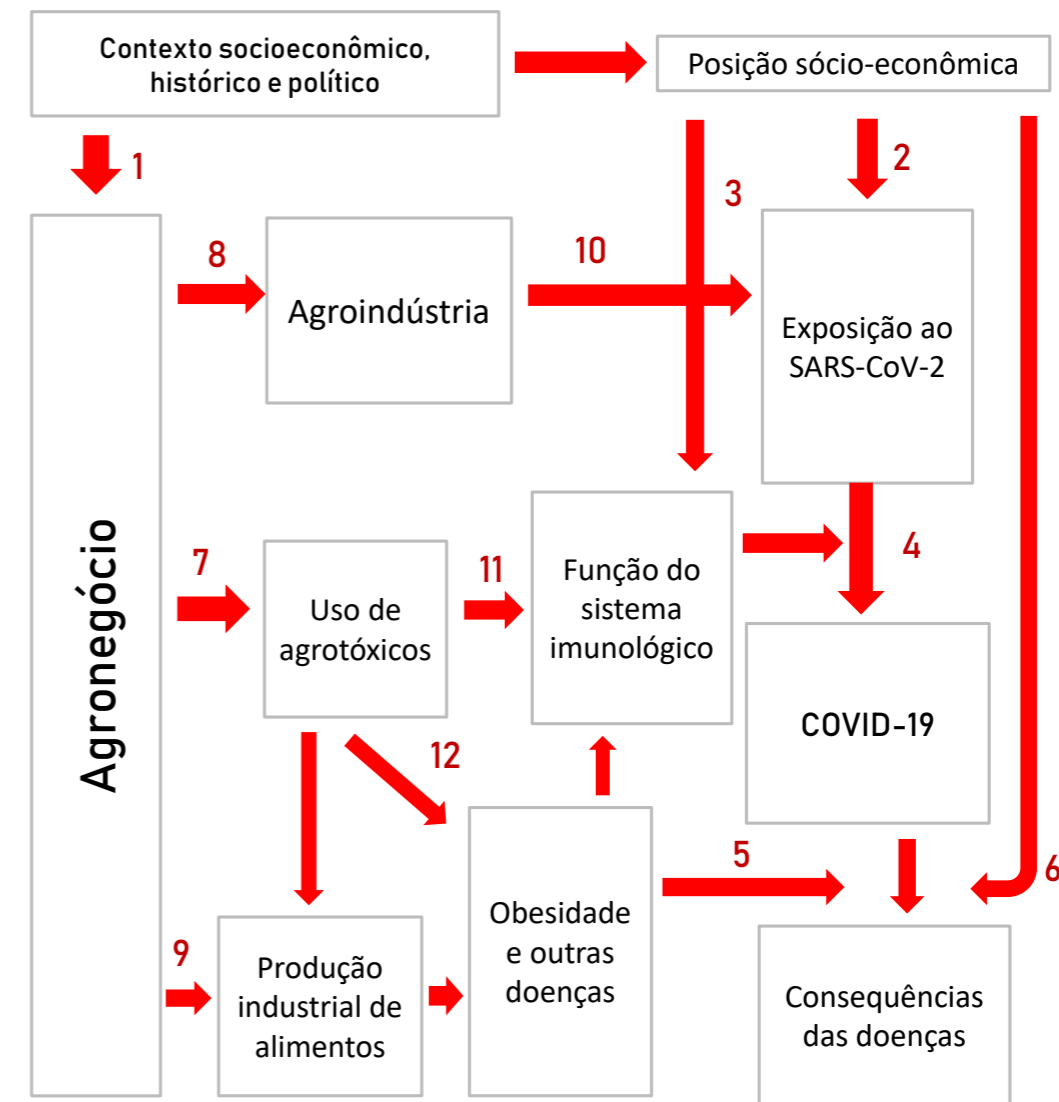 Contexto socioeconômico,
histórico e político
Posição sócio-econômica
1
2
3
8
10
Agroindústria
Exposição ao
SARS-CoV-2
Agronegócio
7
11
4
Uso de
agrotóxicos
Função do
sistema
imunológico
COVID-19
12
5
6
9
Produção
industrial de
alimentos
Obesidade
e outras
doenças
Consequências
das doenças